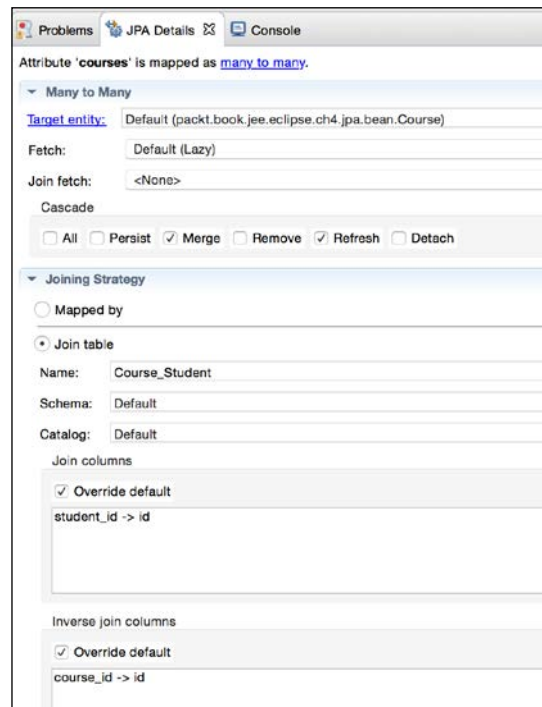 Problems JPA Details Console
Attribute 'courses' is mapped as many to many.
Many to Many
Target entity: Default (packt.book.jee.eclipse.ch4.jpa.bean.Course)
Fetch: Default (Lazy)
Join fetch: <None>
Cascade
All Persist Merge Remove Refresh Detach
Joining Strategy
Mapped by
Join table
Name: Course_Student
Schema: Default
Catalog: Default
Join columns
Override default
student_id -> id
Inverse join columns
Override default
course_id -> id